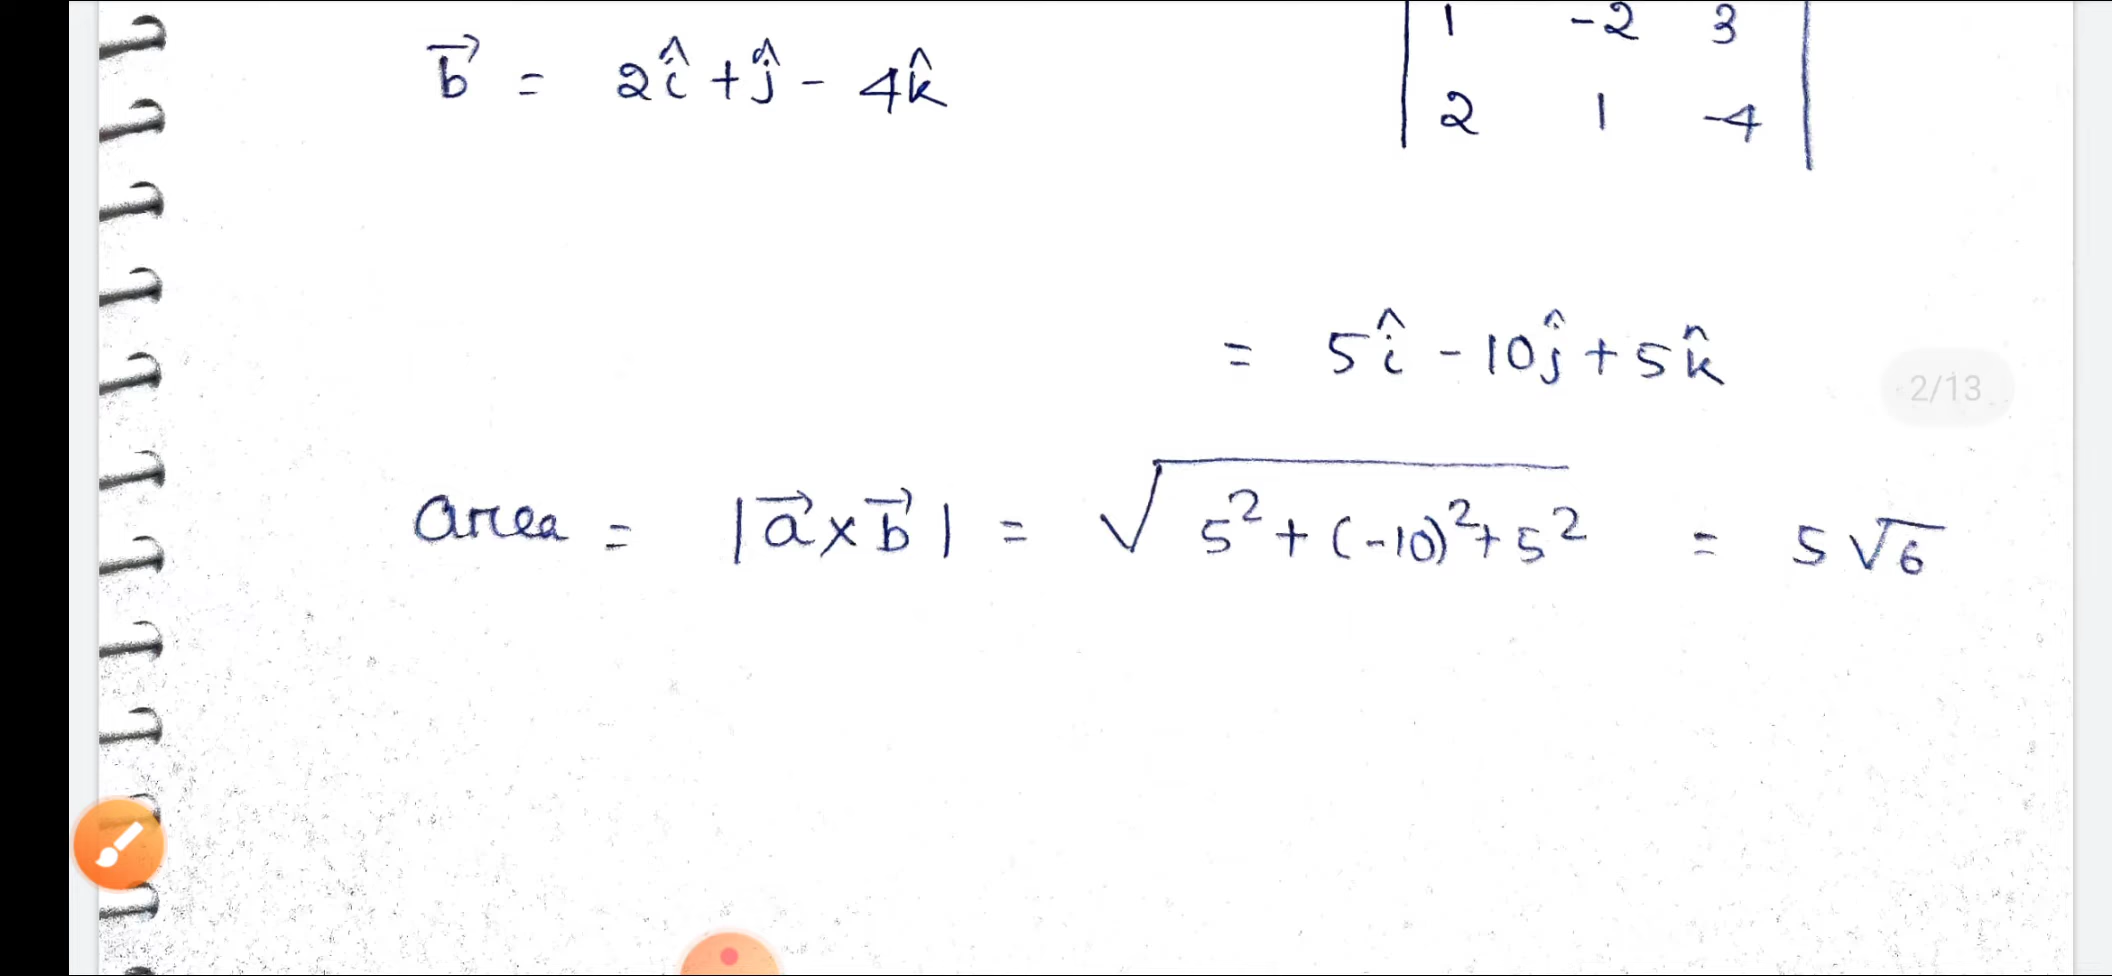 1 -2 3
b⃗ = 2î + ĵ - 4k̂
2 1 -4
= 5î - 10ĵ + 5k̂
2/13
area = |a⃗ × b⃗| = √(5² + (-10)² + 5²) = 5√6